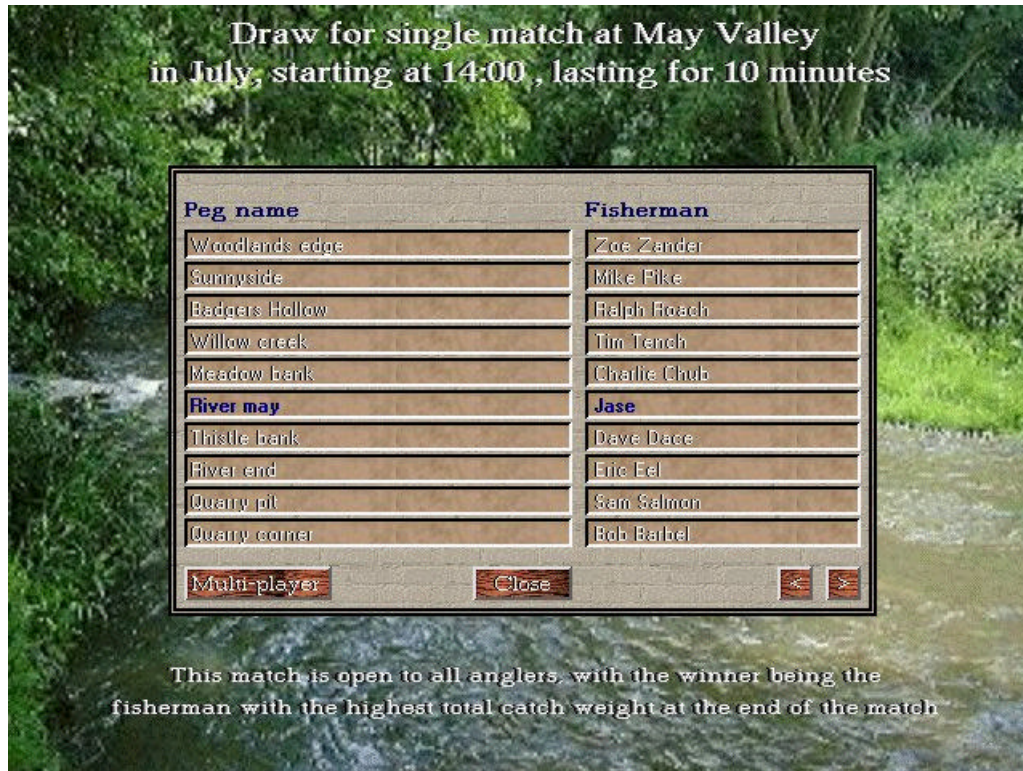 Draw for single match at May Valley
in July, starting at 14:00 , lasting for 10 minutes
Peg name Fisherman
Woodlands edge Zoe Zander
Sunnyside Mike Pike
Badgers Hollow Ralph Roach
Willow creek Tim Tench
Meadow bank Charlie Chub
River may Jase
Thistle bank Dave Dace
River end Eric Eel
Quarry pit Sam Salmon
Quarry corner Bob Barbel
Multi-player Close < >
This match is open to all anglers, with the winner being the
fisherman with the highest total catch weight at the end of the match